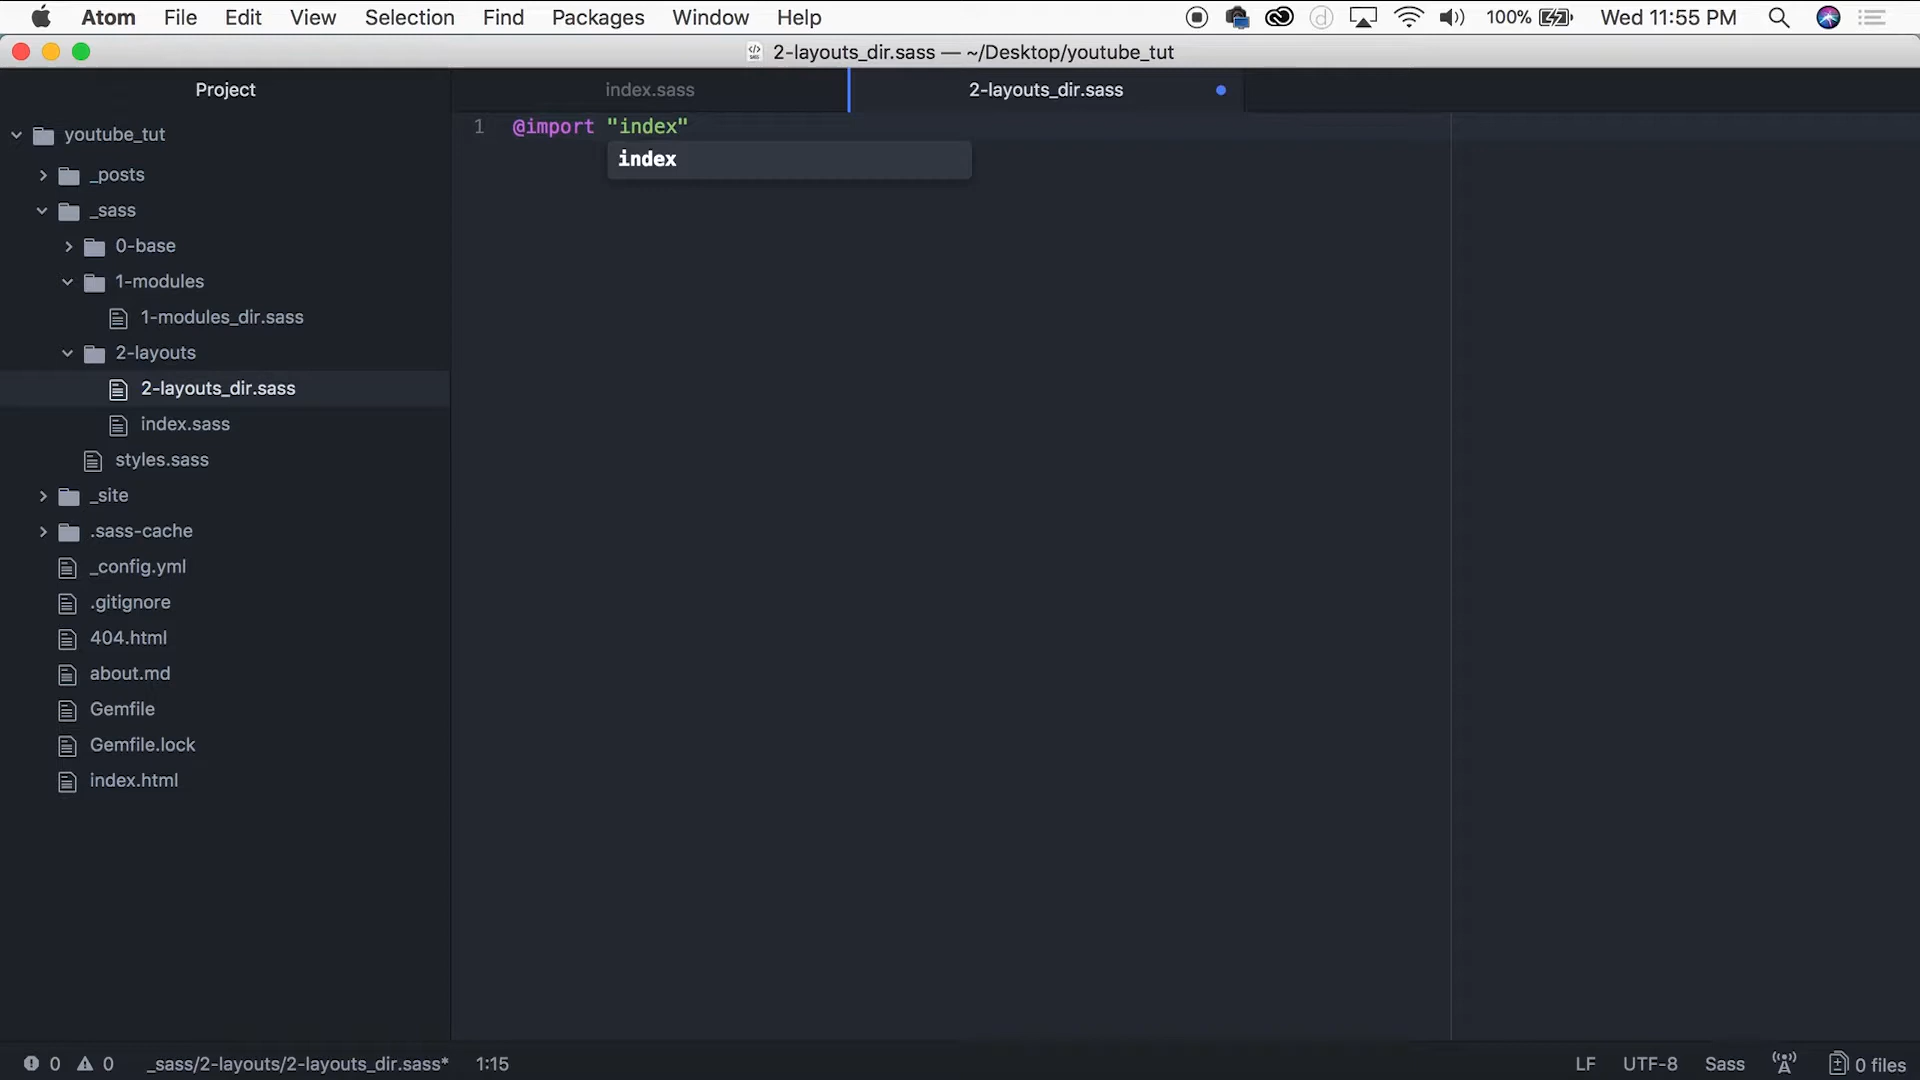 Atom File Edit View Selection Find Packages Window Help 100% Wed 11:55 PM
2-layouts_dir.sass — ~/Desktop/youtube_tut
Project
index.sass
2-layouts_dir.sass
youtube_tut
_posts
_sass
0-base
1-modules
1-modules_dir.sass
2-layouts
2-layouts_dir.sass
index.sass
styles.sass
_site
.sass-cache
_config.yml
.gitignore
404.html
about.md
Gemfile
Gemfile.lock
index.html
1 @import "index"
index
0 0 _sass/2-layouts/2-layouts_dir.sass* 1:15 LF UTF-8 Sass 0 files